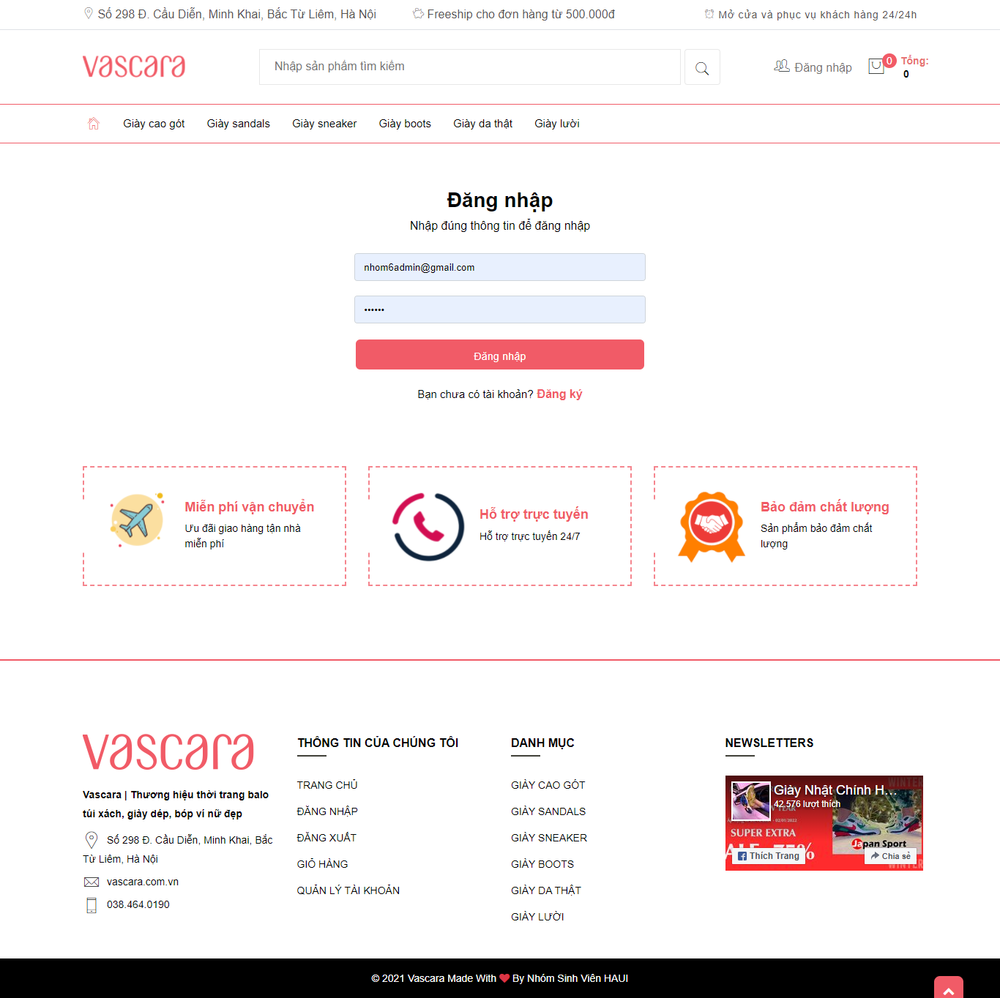 Số 298 Đ. Cầu Diễn, Minh Khai, Bắc Từ Liêm, Hà Nội
Freeship cho đơn hàng từ 500.000đ
Mở cửa và phục vụ khách hàng 24/24h
vascara
Nhập sản phẩm tìm kiếm
Đăng nhập
0
Tổng:
0
Giày cao gót
Giày sandals
Giày sneaker
Giày boots
Giày da thật
Giày lười
Đăng nhập
Nhập đúng thông tin để đăng nhập
nhom6admin@gmail.com
••••••
Đăng nhập
Bạn chưa có tài khoản? Đăng ký
Miễn phí vận chuyển
Ưu đãi giao hàng tận nhà
miễn phí
Hỗ trợ trực tuyến
Hỗ trợ trực tuyến 24/7
Bảo đảm chất lượng
Sản phẩm bảo đảm chất
lượng
vascara
Vascara | Thương hiệu thời trang balo
túi xách, giày dép, bóp ví nữ đẹp
Số 298 Đ. Cầu Diễn, Minh Khai, Bắc
Từ Liêm, Hà Nội
vascara.com.vn
038.464.0190
THÔNG TIN CỦA CHÚNG TÔI
TRANG CHỦ
ĐĂNG NHẬP
ĐĂNG XUẤT
GIỎ HÀNG
QUẢN LÝ TÀI KHOẢN
DANH MỤC
GIÀY CAO GÓT
GIÀY SANDALS
GIÀY SNEAKER
GIÀY BOOTS
GIÀY DA THẬT
GIÀY LƯỜI
NEWSLETTERS
Giày Nhật Chính H...
42.576 lượt thích
SUPER EXTRA
Japan Sport
Thích Trang
Chia sẻ
WINTER
© 2021 Vascara Made With ❤ By Nhóm Sinh Viên HAUI